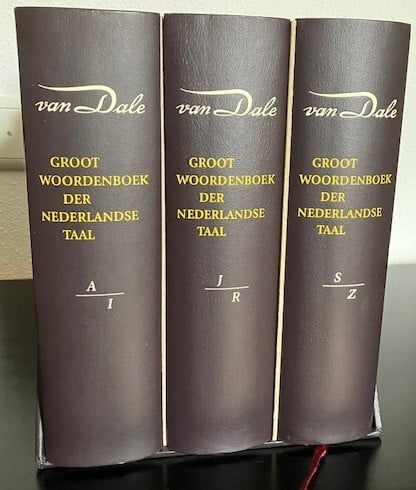 van Dale
GROOT
WOORDENBOEK
DER
NEDERLANDSE
TAAL
A
I
van Dale
GROOT
WOORDENBOEK
DER
NEDERLANDSE
TAAL
J
R
van Dale
GROOT
WOORDENBOEK
DER
NEDERLANDSE
TAAL
S
Z